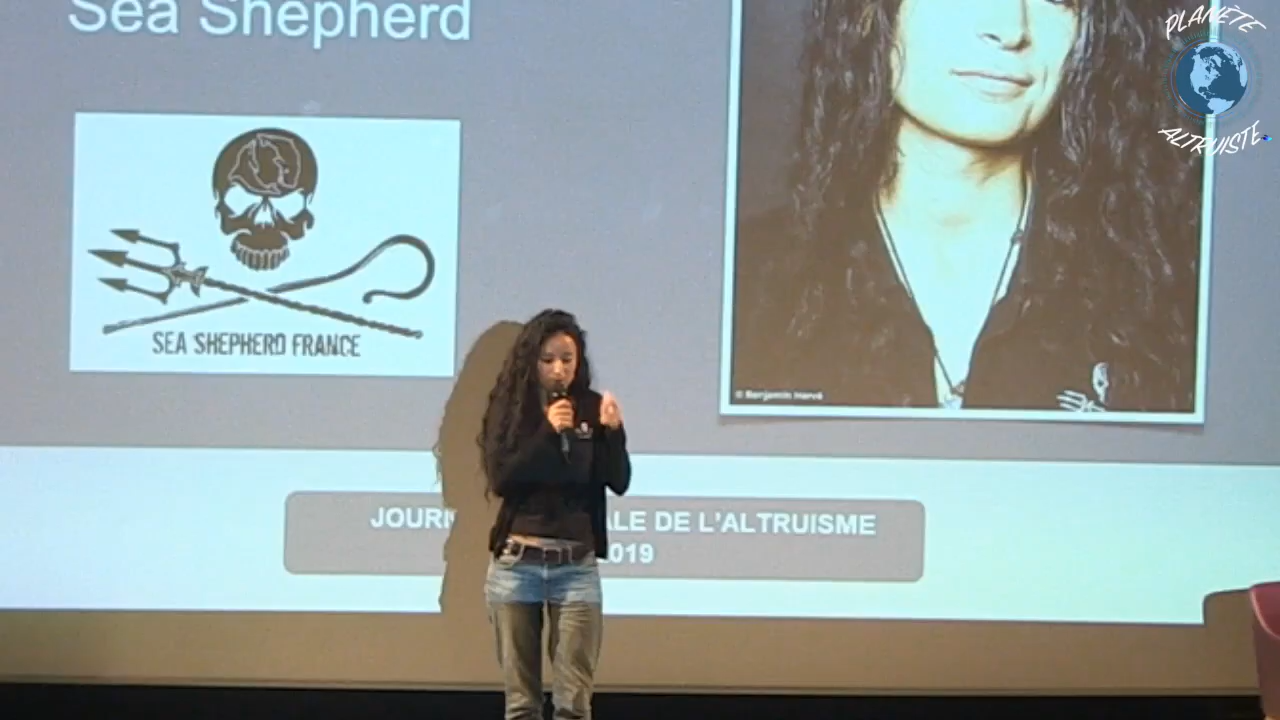 Sea Shepherd
PLANÈTE
ALTRUISTE
SEA SHEPHERD FRANCE
© Benjamin Hervé
JOURN ALE DE L'ALTRUISME
2019